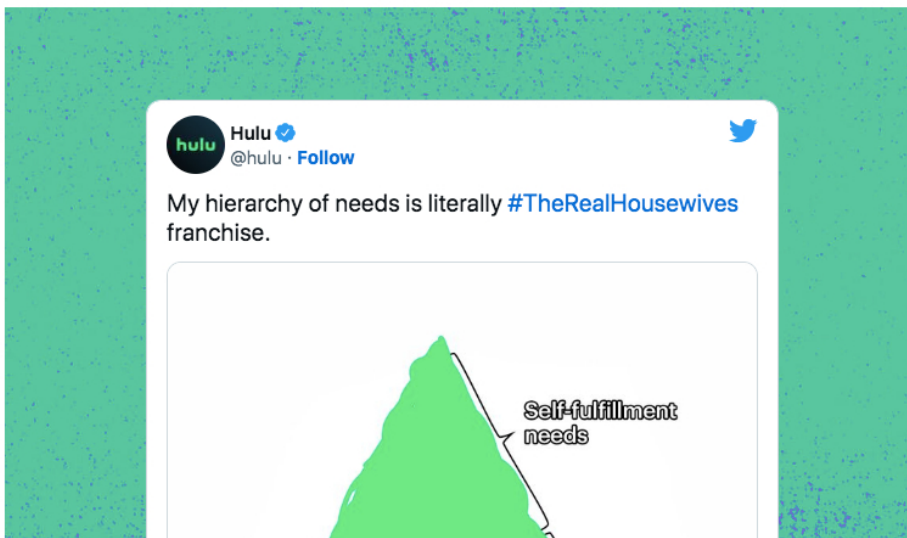 hulu
Hulu
@hulu · Follow
My hierarchy of needs is literally #TheRealHousewives
franchise.
Self-fulfillment
needs